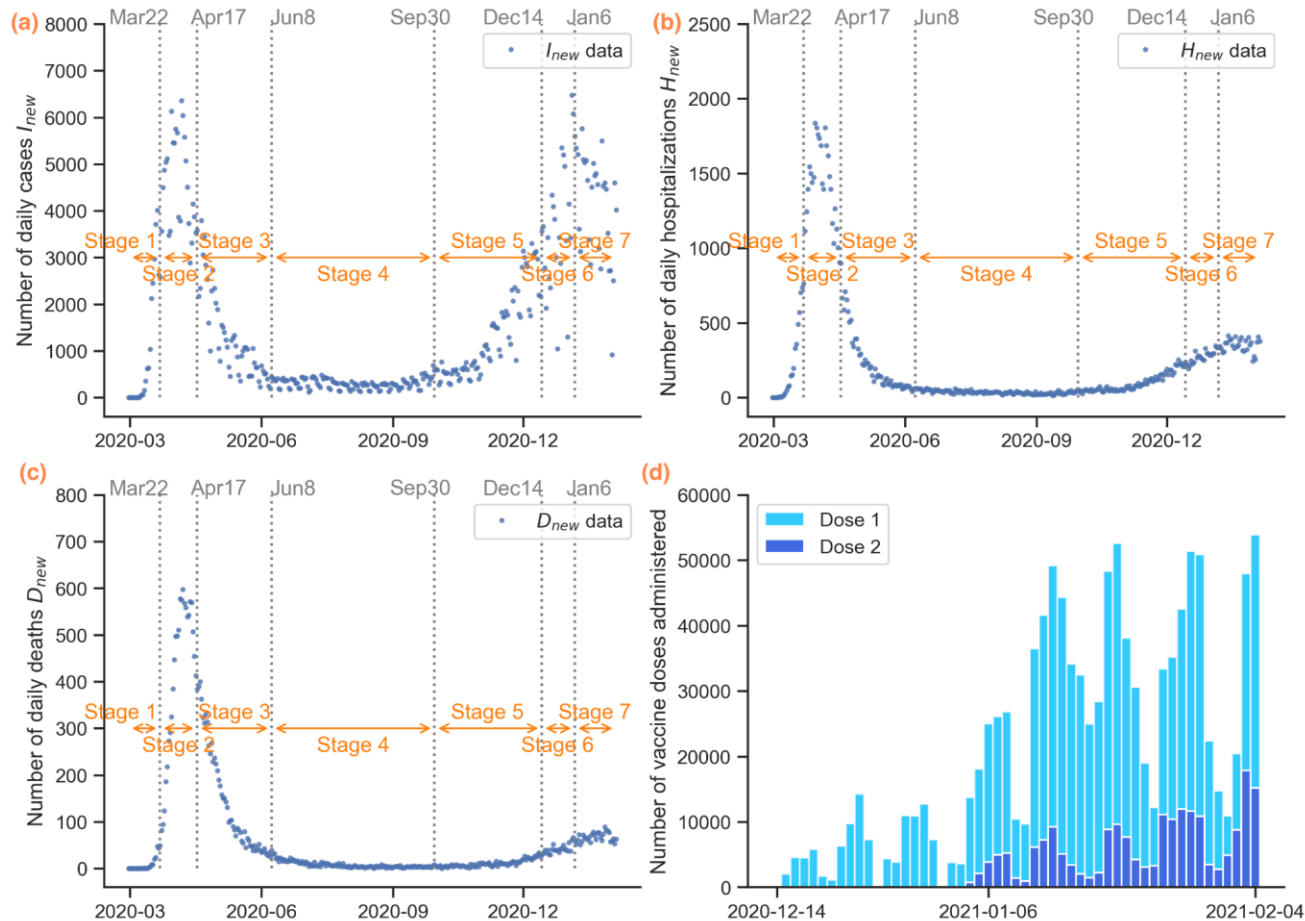 (a)
Mar22 Apr17 Jun8 Sep30 Dec14 Jan6
8000
7000
6000
5000
4000
3000
2000
1000
0
Number of daily cases I_new
I_new data
Stage 1 Stage 3 Stage 5 Stage 7
Stage 2 Stage 4 Stage 6
2020-03 2020-06 2020-09 2020-12
(b)
Mar22 Apr17 Jun8 Sep30 Dec14 Jan6
2500
2000
1500
1000
500
0
Number of daily hospitalizations H_new
H_new data
Stage 1 Stage 3 Stage 5 Stage 7
Stage 2 Stage 4 Stage 6
2020-03 2020-06 2020-09 2020-12
(c)
Mar22 Apr17 Jun8 Sep30 Dec14 Jan6
800
700
600
500
400
300
200
100
0
Number of daily deaths D_new
D_new data
Stage 1 Stage 3 Stage 5 Stage 7
Stage 2 Stage 4 Stage 6
2020-03 2020-06 2020-09 2020-12
(d)
60000
50000
40000
30000
20000
10000
0
Number of vaccine doses administered
Dose 1
Dose 2
2020-12-14 2021-01-06 2021-02-04